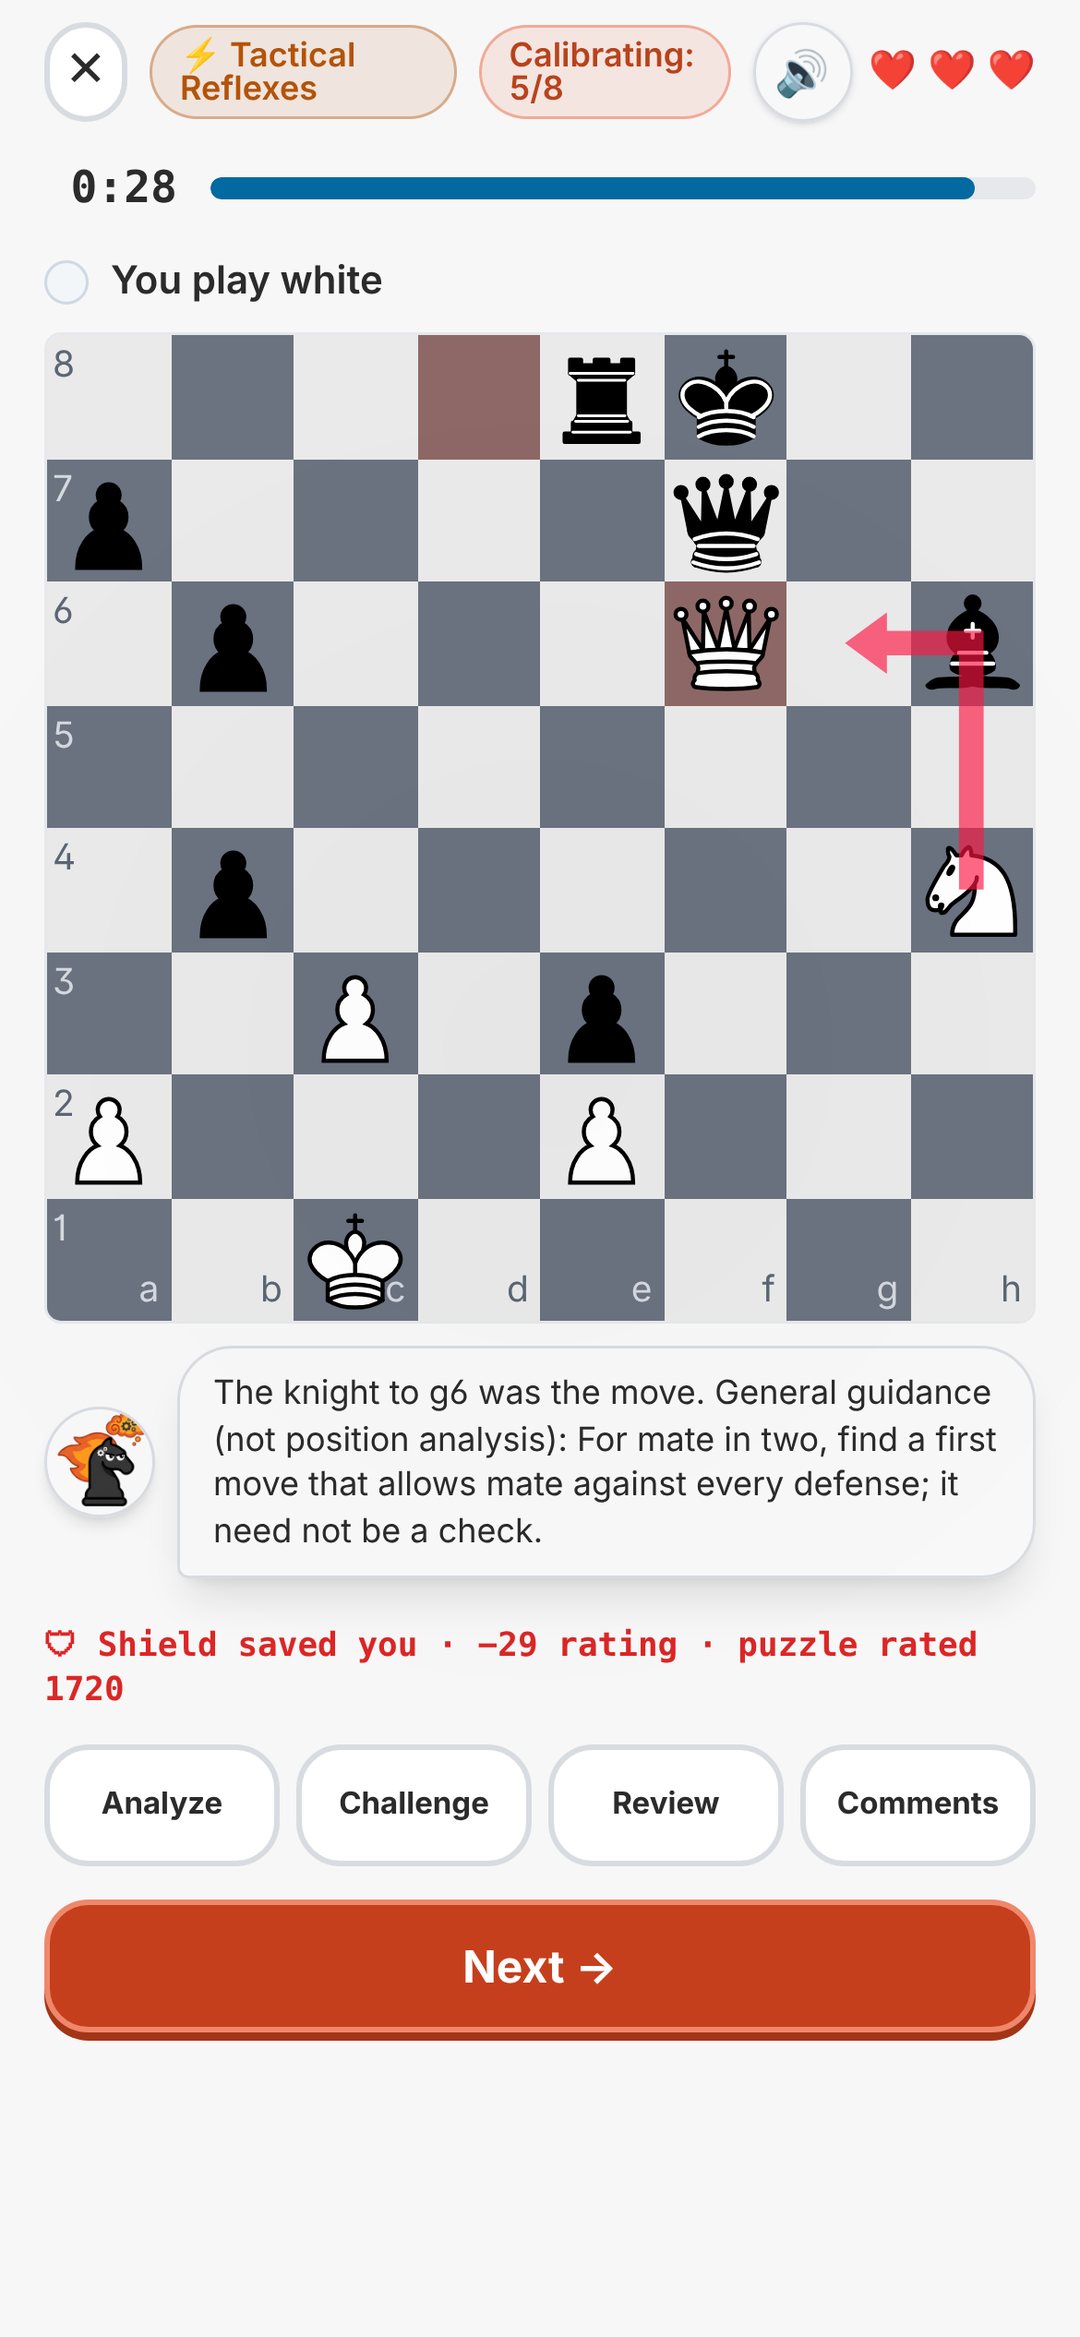 ⚡ Tactical
Reflexes
Calibrating:
5/8
0:28
You play white
8
7
6
5
4
3
2
1
a b c d e f g h
The knight to g6 was the move. General guidance
(not position analysis): For mate in two, find a first
move that allows mate against every defense; it
need not be a check.
Shield saved you · −29 rating · puzzle rated
1720
Analyze
Challenge
Review
Comments
Next →